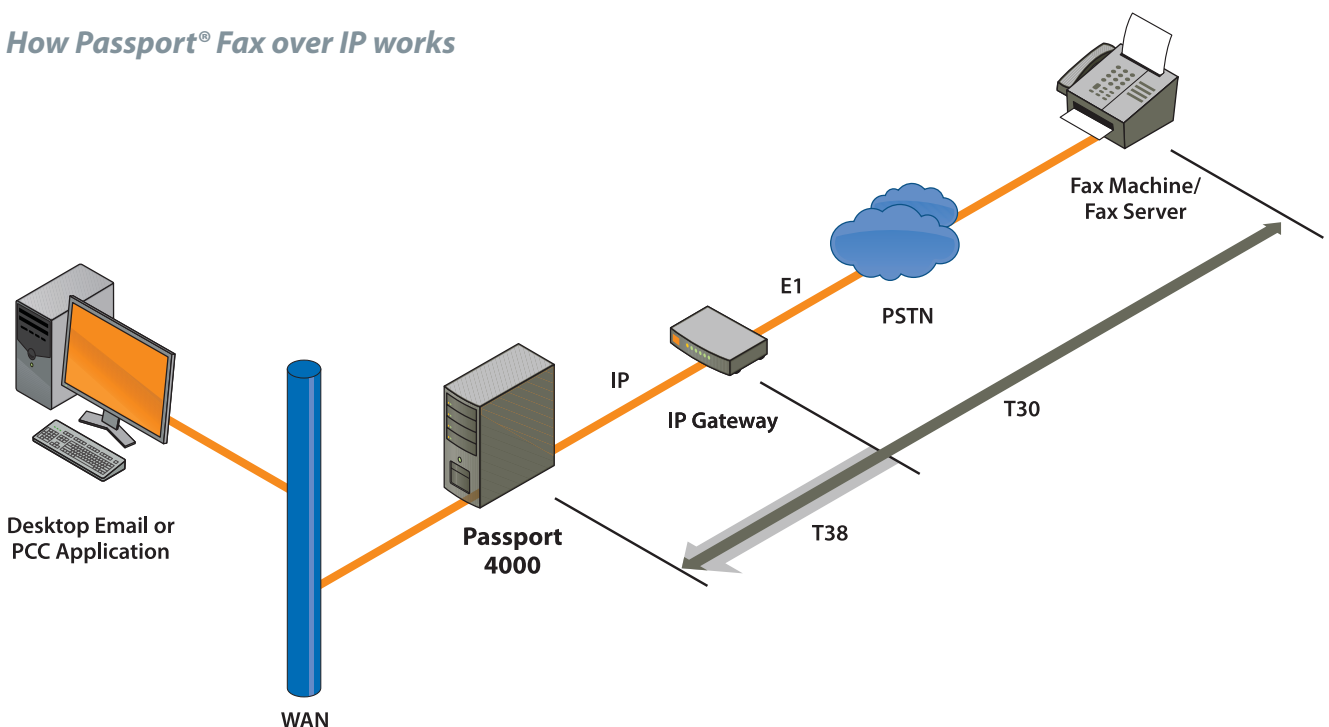 How Passport® Fax over IP works
Fax Machine/
Fax Server
E1
PSTN
IP
IP Gateway
T30
Desktop Email or
PCC Application
Passport
4000
T38
WAN